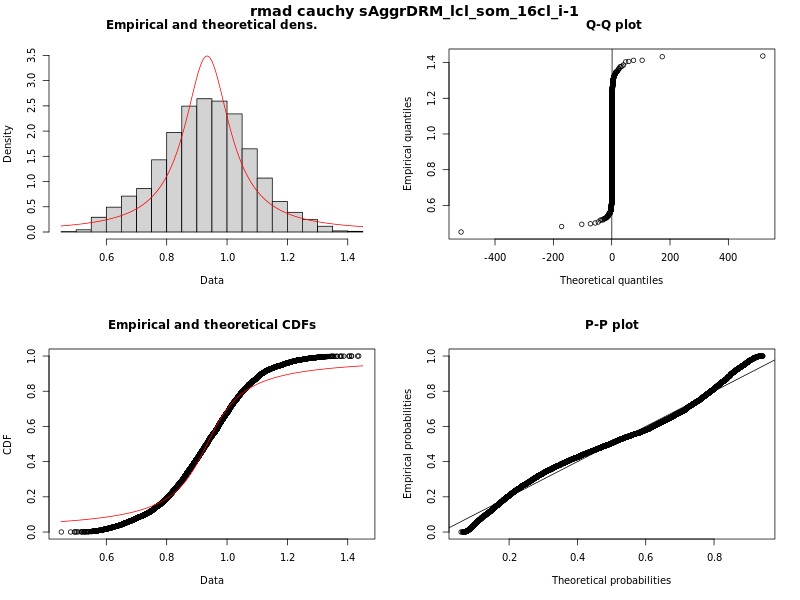 rmad cauchy sAggrDRM_lcl_som_16cl_i-1
Empirical and theoretical dens.
Density
0.0 0.5 1.0 1.5 2.0 2.5 3.0 3.5
0.6 0.8 1.0 1.2 1.4
Data
Q-Q plot
Empirical quantiles
0.6 0.8 1.0 1.2 1.4
-400 -200 0 200 400
Theoretical quantiles
Empirical and theoretical CDFs
CDF
0.0 0.2 0.4 0.6 0.8 1.0
0.6 0.8 1.0 1.2 1.4
Data
P-P plot
Empirical probabilities
0.0 0.2 0.4 0.6 0.8 1.0
0.2 0.4 0.6 0.8
Theoretical probabilities